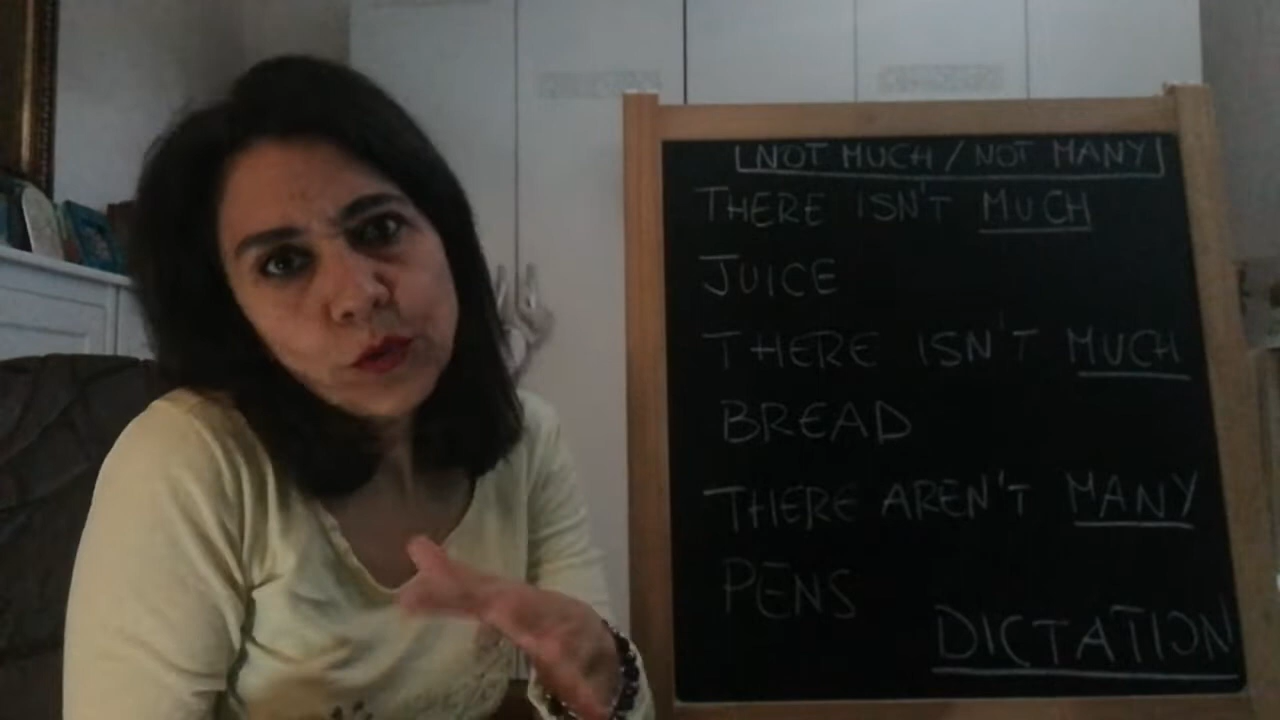 [NOT MUCH / NOT MANY]
THERE ISN'T MUCH
JUICE
THERE ISN'T MUCH
BREAD
THERE AREN'T MANY
PENS
DICTATION